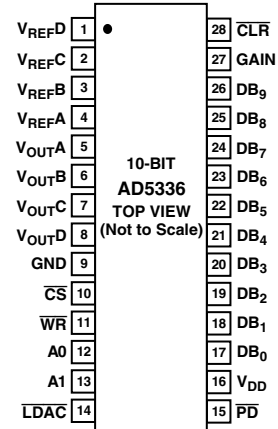 VREFD 1 28 CLR
VREFC 2 27 GAIN
VREFB 3 26 DB9
VREFA 4 25 DB8
VOUTA 5 24 DB7
VOUTB 6 10-BIT 23 DB6
VOUTC 7 AD5336 22 DB5
VOUTD 8 TOP VIEW 21 DB4
GND 9 (Not to Scale) 20 DB3
CS 10 19 DB2
WR 11 18 DB1
A0 12 17 DB0
A1 13 16 VDD
LDAC 14 15 PD